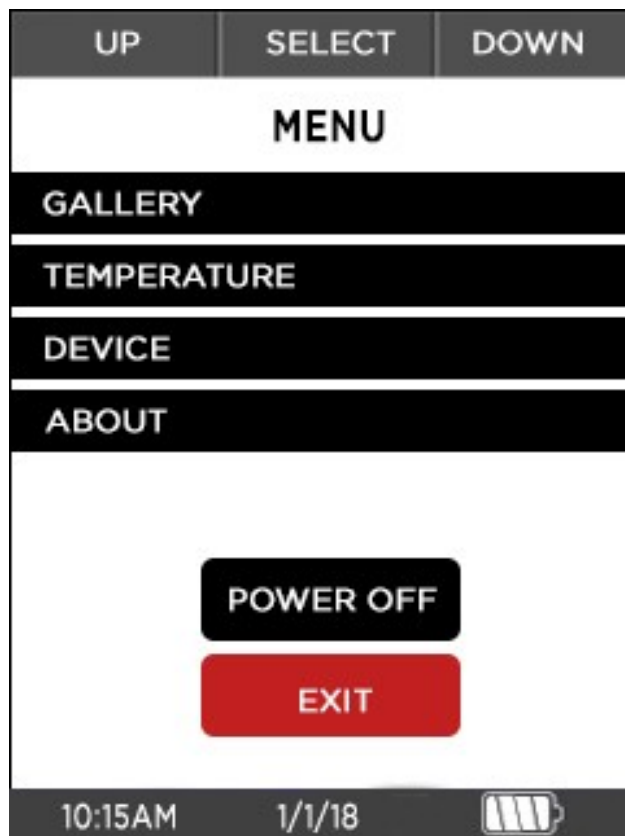 UP SELECT DOWN
MENU
GALLERY
TEMPERATURE
DEVICE
ABOUT
POWER OFF
EXIT
10:15AM 1/1/18